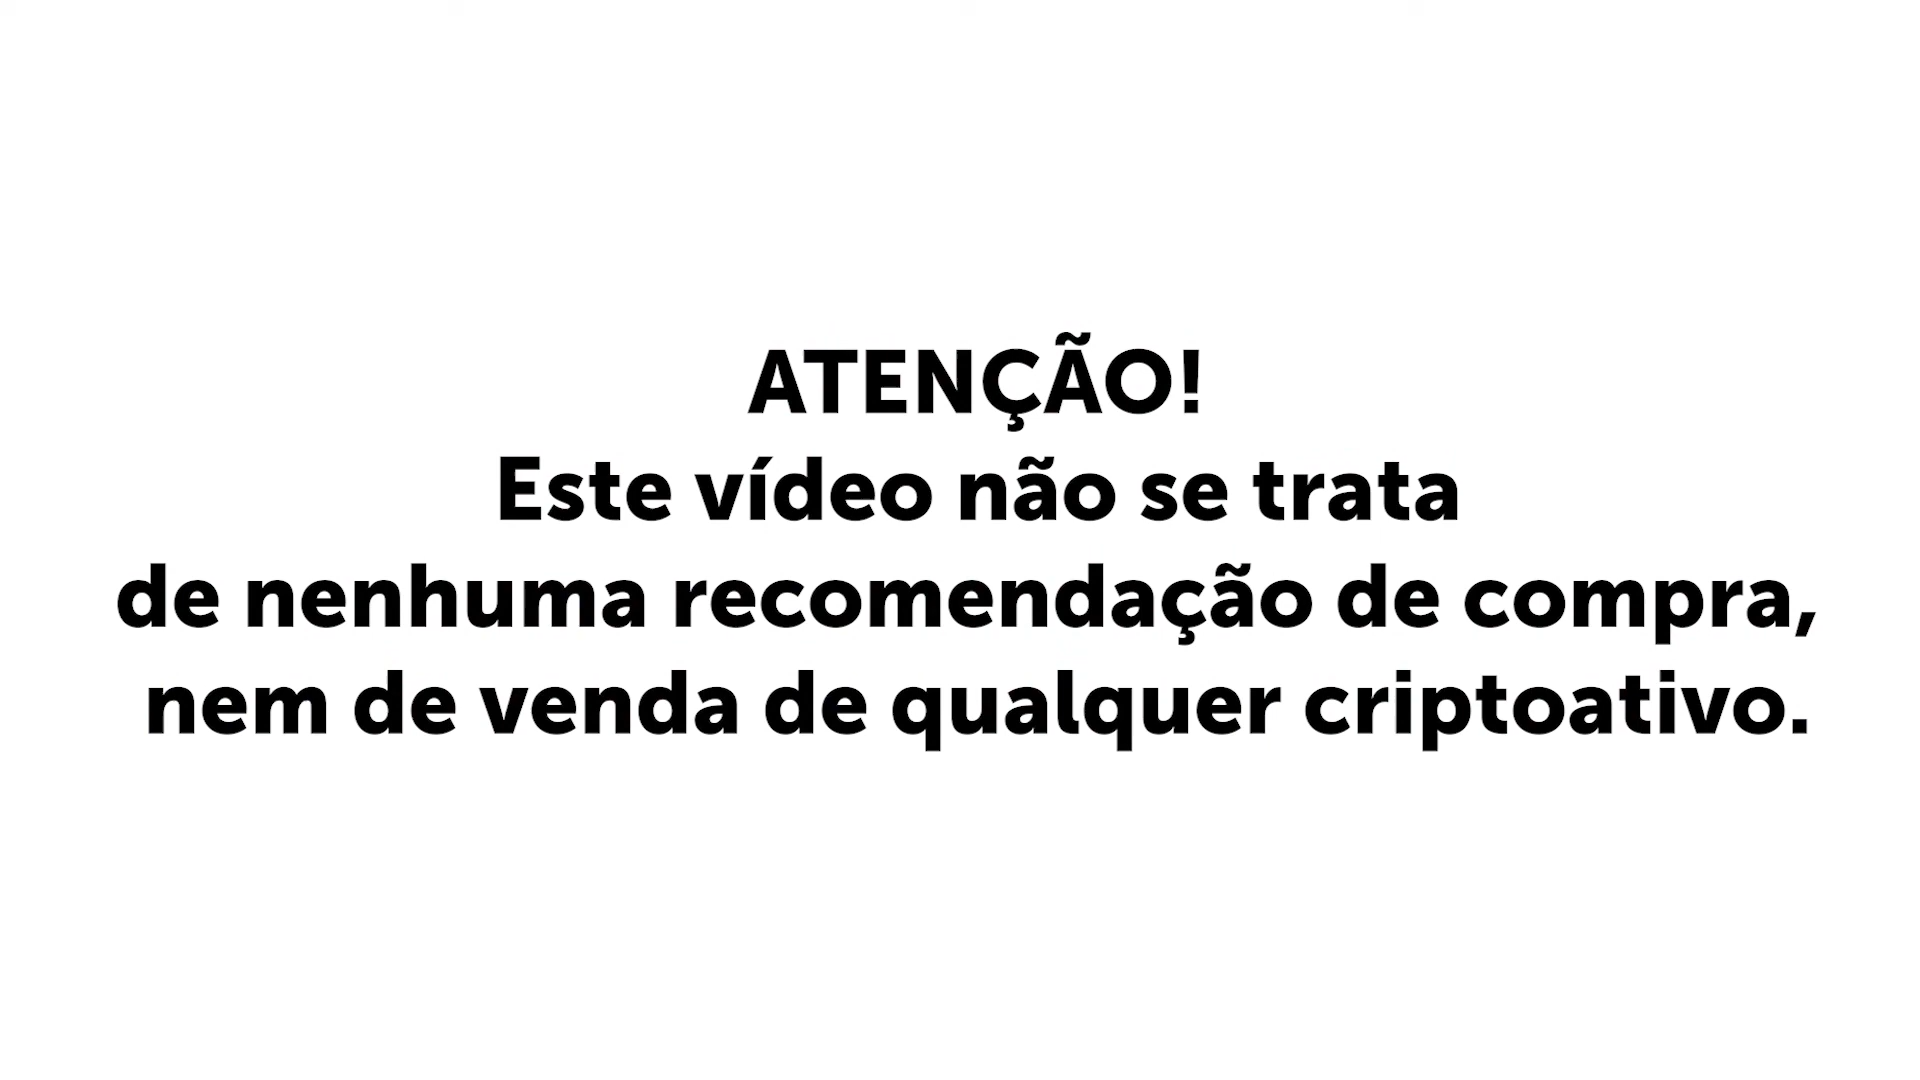 ATENÇÃO!
Este vídeo não se trata
de nenhuma recomendação de compra,
nem de venda de qualquer criptoativo.